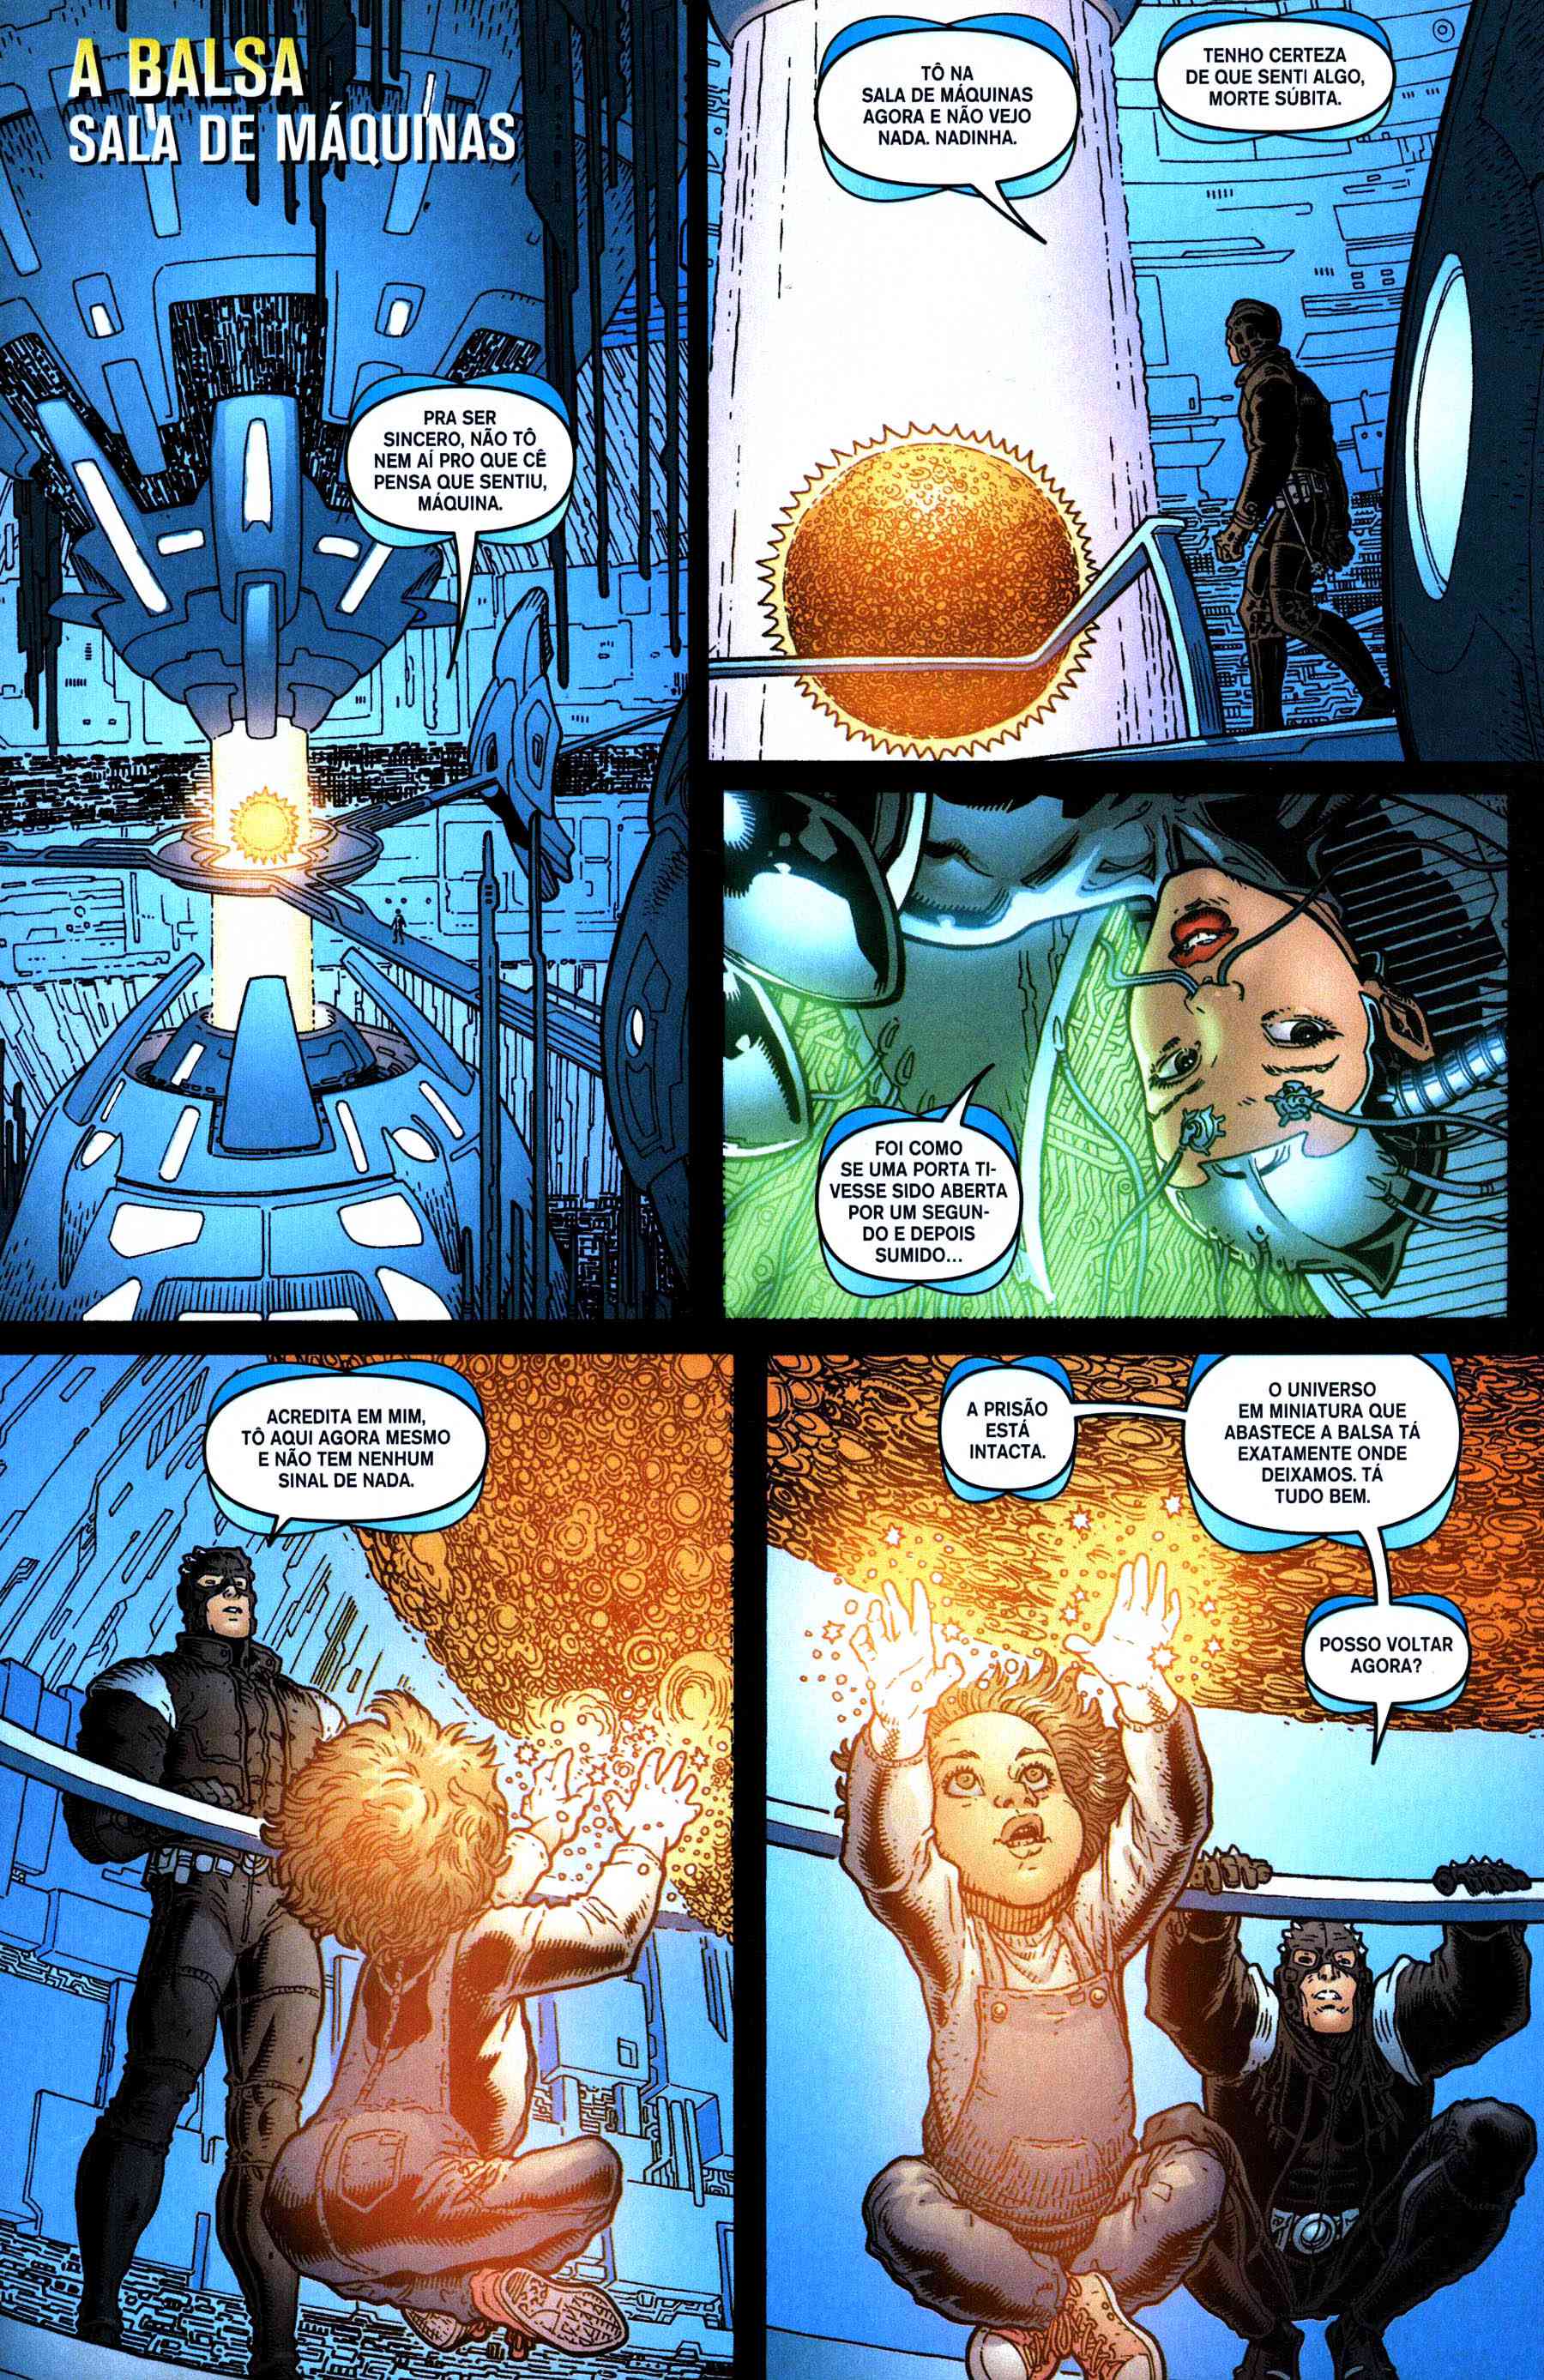 A BALSA
SALA DE MÁQUINAS
PRA SER
SINCERO, NÃO TÔ
NEM AÍ PRO QUE CÊ
PENSA QUE SENTIU,
MÁQUINA.
TÔ NA
SALA DE MÁQUINAS
AGORA E NÃO VEJO
NADA. NADINHA.
TENHO CERTEZA
DE QUE SENTI ALGO,
MORTE SÚBITA.
FOI COMO
SE UMA PORTA TI-
VESSE SIDO ABERTA
POR UM SEGUN-
DO E DEPOIS
SUMIDO...
ACREDITA EM MIM,
TÔ AQUI AGORA MESMO
E NÃO TEM NENHUM
SINAL DE NADA.
A PRISÃO
ESTÁ
INTACTA.
O UNIVERSO
EM MINIATURA QUE
ABASTECE A BALSA TÁ
EXATAMENTE ONDE
DEIXAMOS. TÁ
TUDO BEM.
POSSO VOLTAR
AGORA?